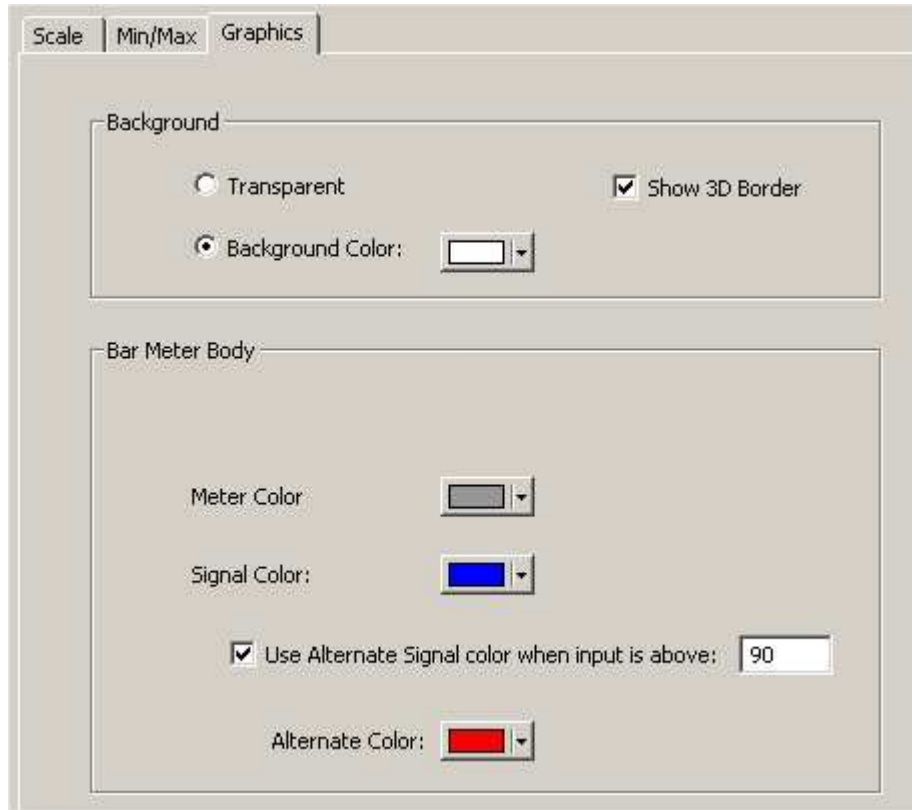 Scale Min/Max Graphics
Background
Transparent Show 3D Border
Background Color:
Bar Meter Body
Meter Color
Signal Color:
Use Alternate Signal color when input is above: 90
Alternate Color: